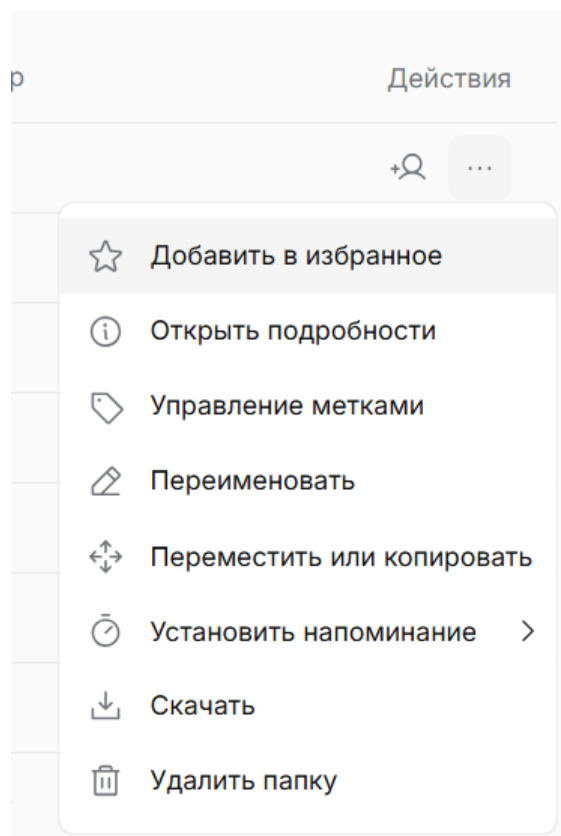 р
Действия
Добавить в избранное
Открыть подробности
Управление метками
Переименовать
Переместить или копировать
Установить напоминание
Скачать
Удалить папку